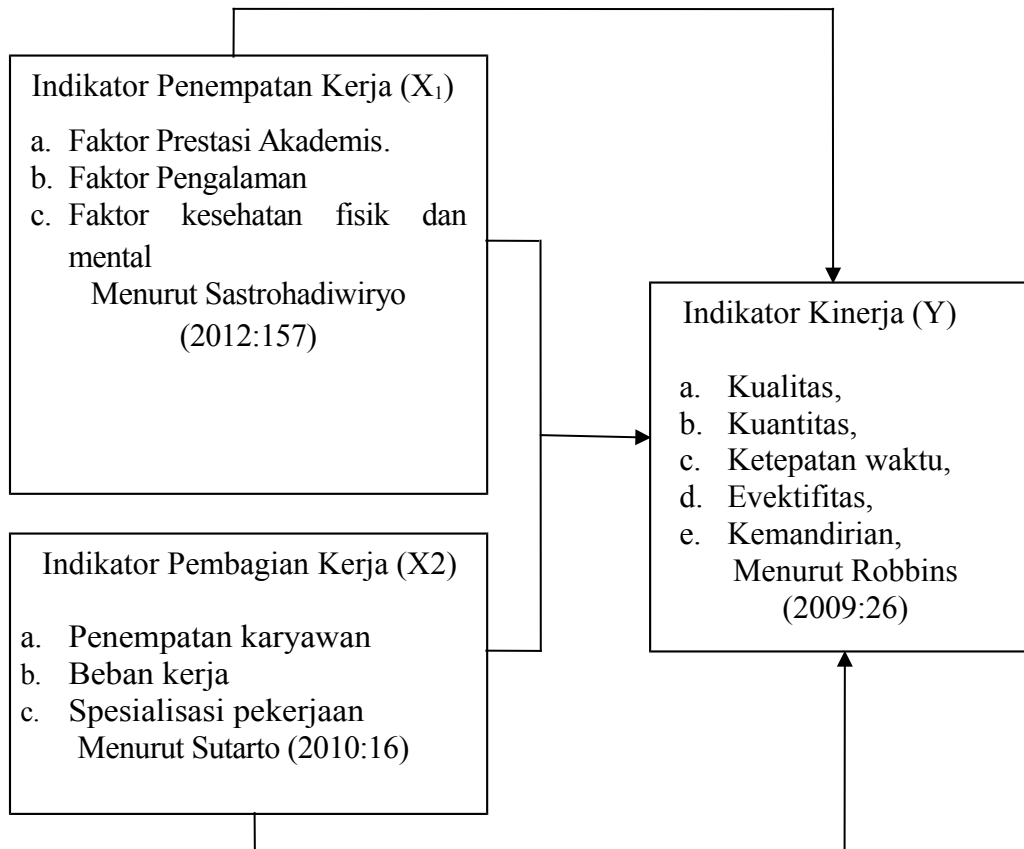 Indikator Penempatan Kerja (X₁)
a. Faktor Prestasi Akademis.
b. Faktor Pengalaman
c. Faktor kesehatan fisik dan
mental
Menurut Sastrohadiwiryo
(2012:157)
Indikator Pembagian Kerja (X2)
a. Penempatan karyawan
b. Beban kerja
c. Spesialisasi pekerjaan
Menurut Sutarto (2010:16)
Indikator Kinerja (Y)
a. Kualitas,
b. Kuantitas,
c. Ketepatan waktu,
d. Evektifitas,
e. Kemandirian,
Menurut Robbins
(2009:26)